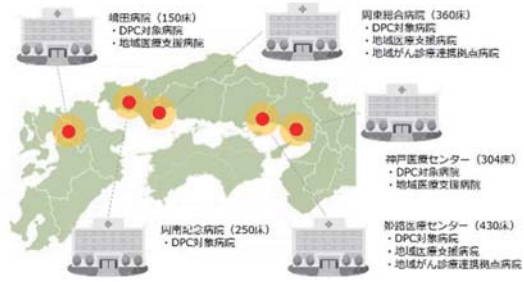 嶋田病院（150床）
・DPC対象病院
・地域医療支援病院
周東総合病院（360床）
・DPC対象病院
・地域医療支援病院
・地域がん診療連携拠点病院
神戸医療センター（304床）
・DPC対象病院
・地域医療支援病院
周南記念病院（250床）
・DPC対象病院
姫路医療センター（430床）
・DPC対象病院
・地域医療支援病院
・地域がん診療連携拠点病院